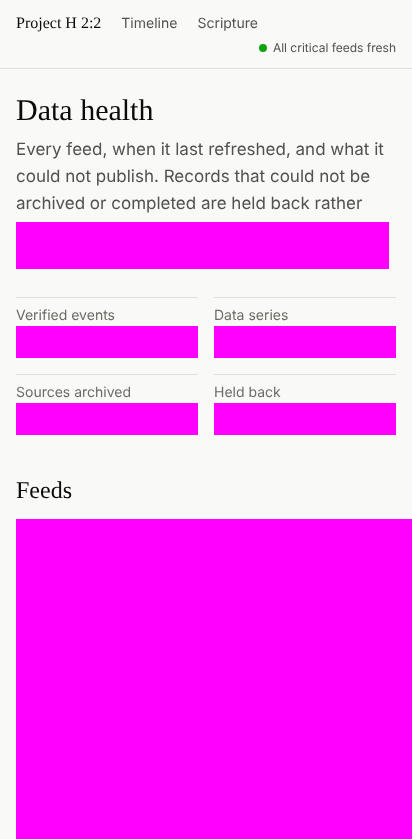 Project H 2:2 Timeline Scripture
All critical feeds fresh
Data health
Every feed, when it last refreshed, and what it
could not publish. Records that could not be
archived or completed are held back rather
Verified events Data series
Sources archived Held back
Feeds